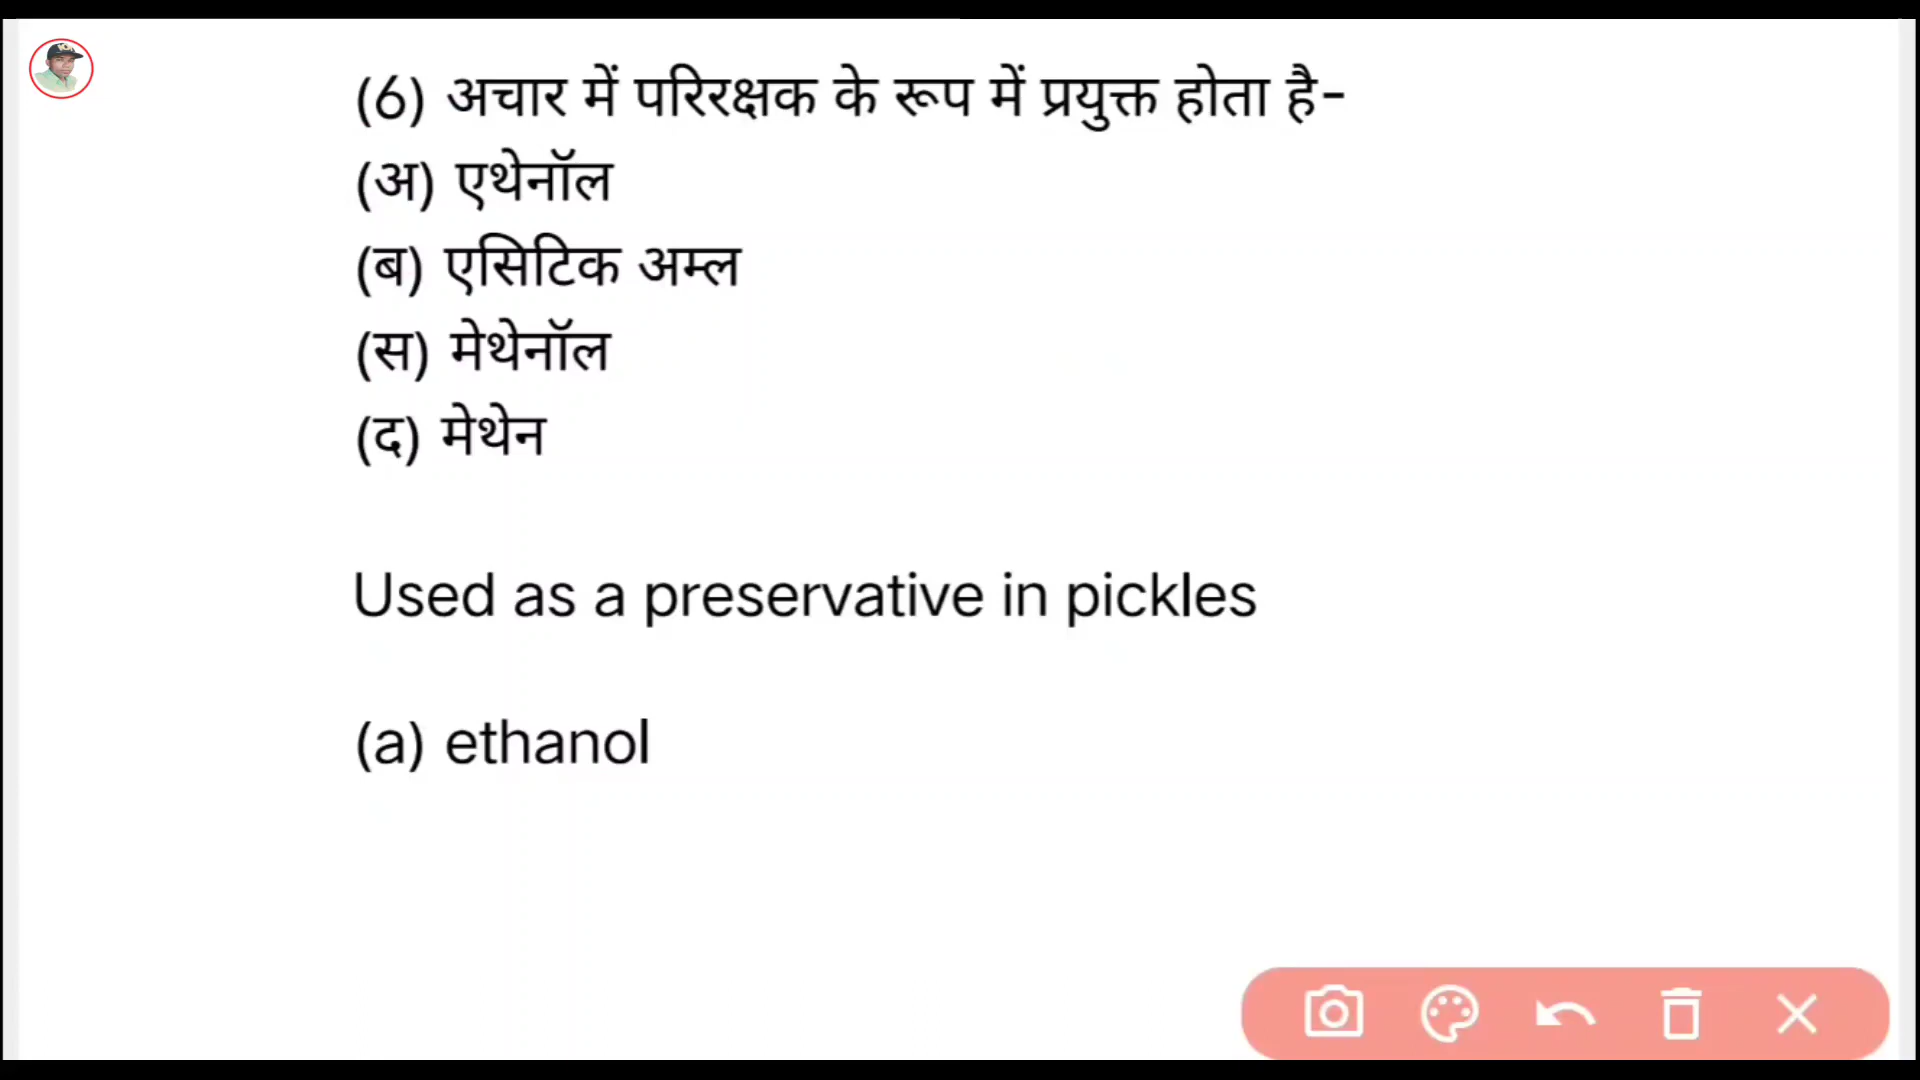 (6) अचार में परिरक्षक के रूप में प्रयुक्त होता है-
(अ) एथेनॉल
(ब) एसिटिक अम्ल
(स) मेथेनॉल
(द) मेथेन
Used as a preservative in pickles
(a) ethanol